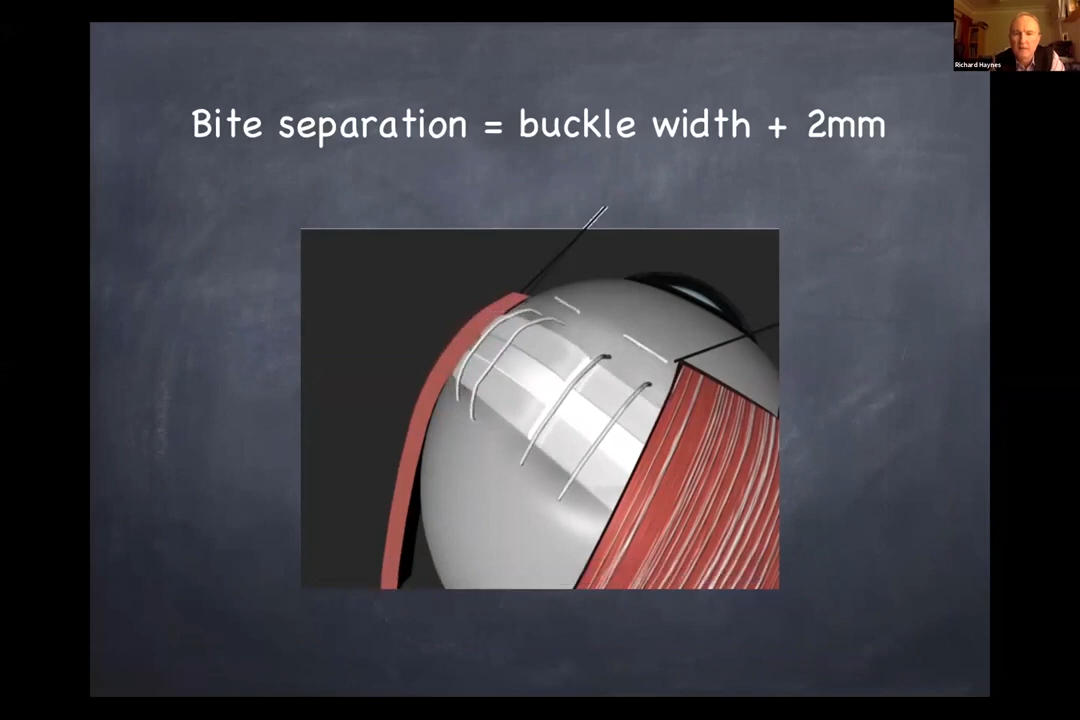 Bite separation = buckle width + 2mm
Richard Haynes